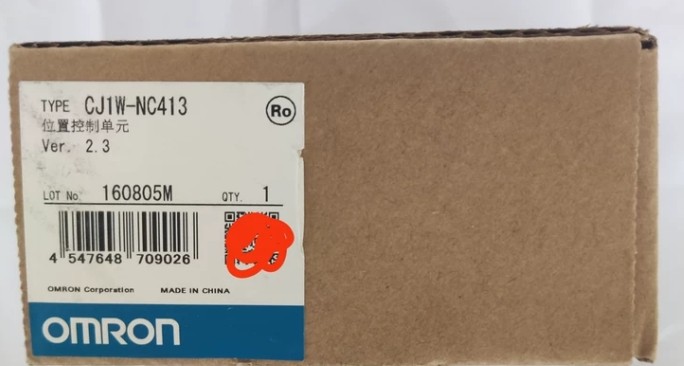 TYPE CJ1W-NC413 Ro
位置控制单元
Ver. 2.3
LOT No. 160805M QTY. 1
4 547648 709026
OMRON Corporation MADE IN CHINA
OMRON